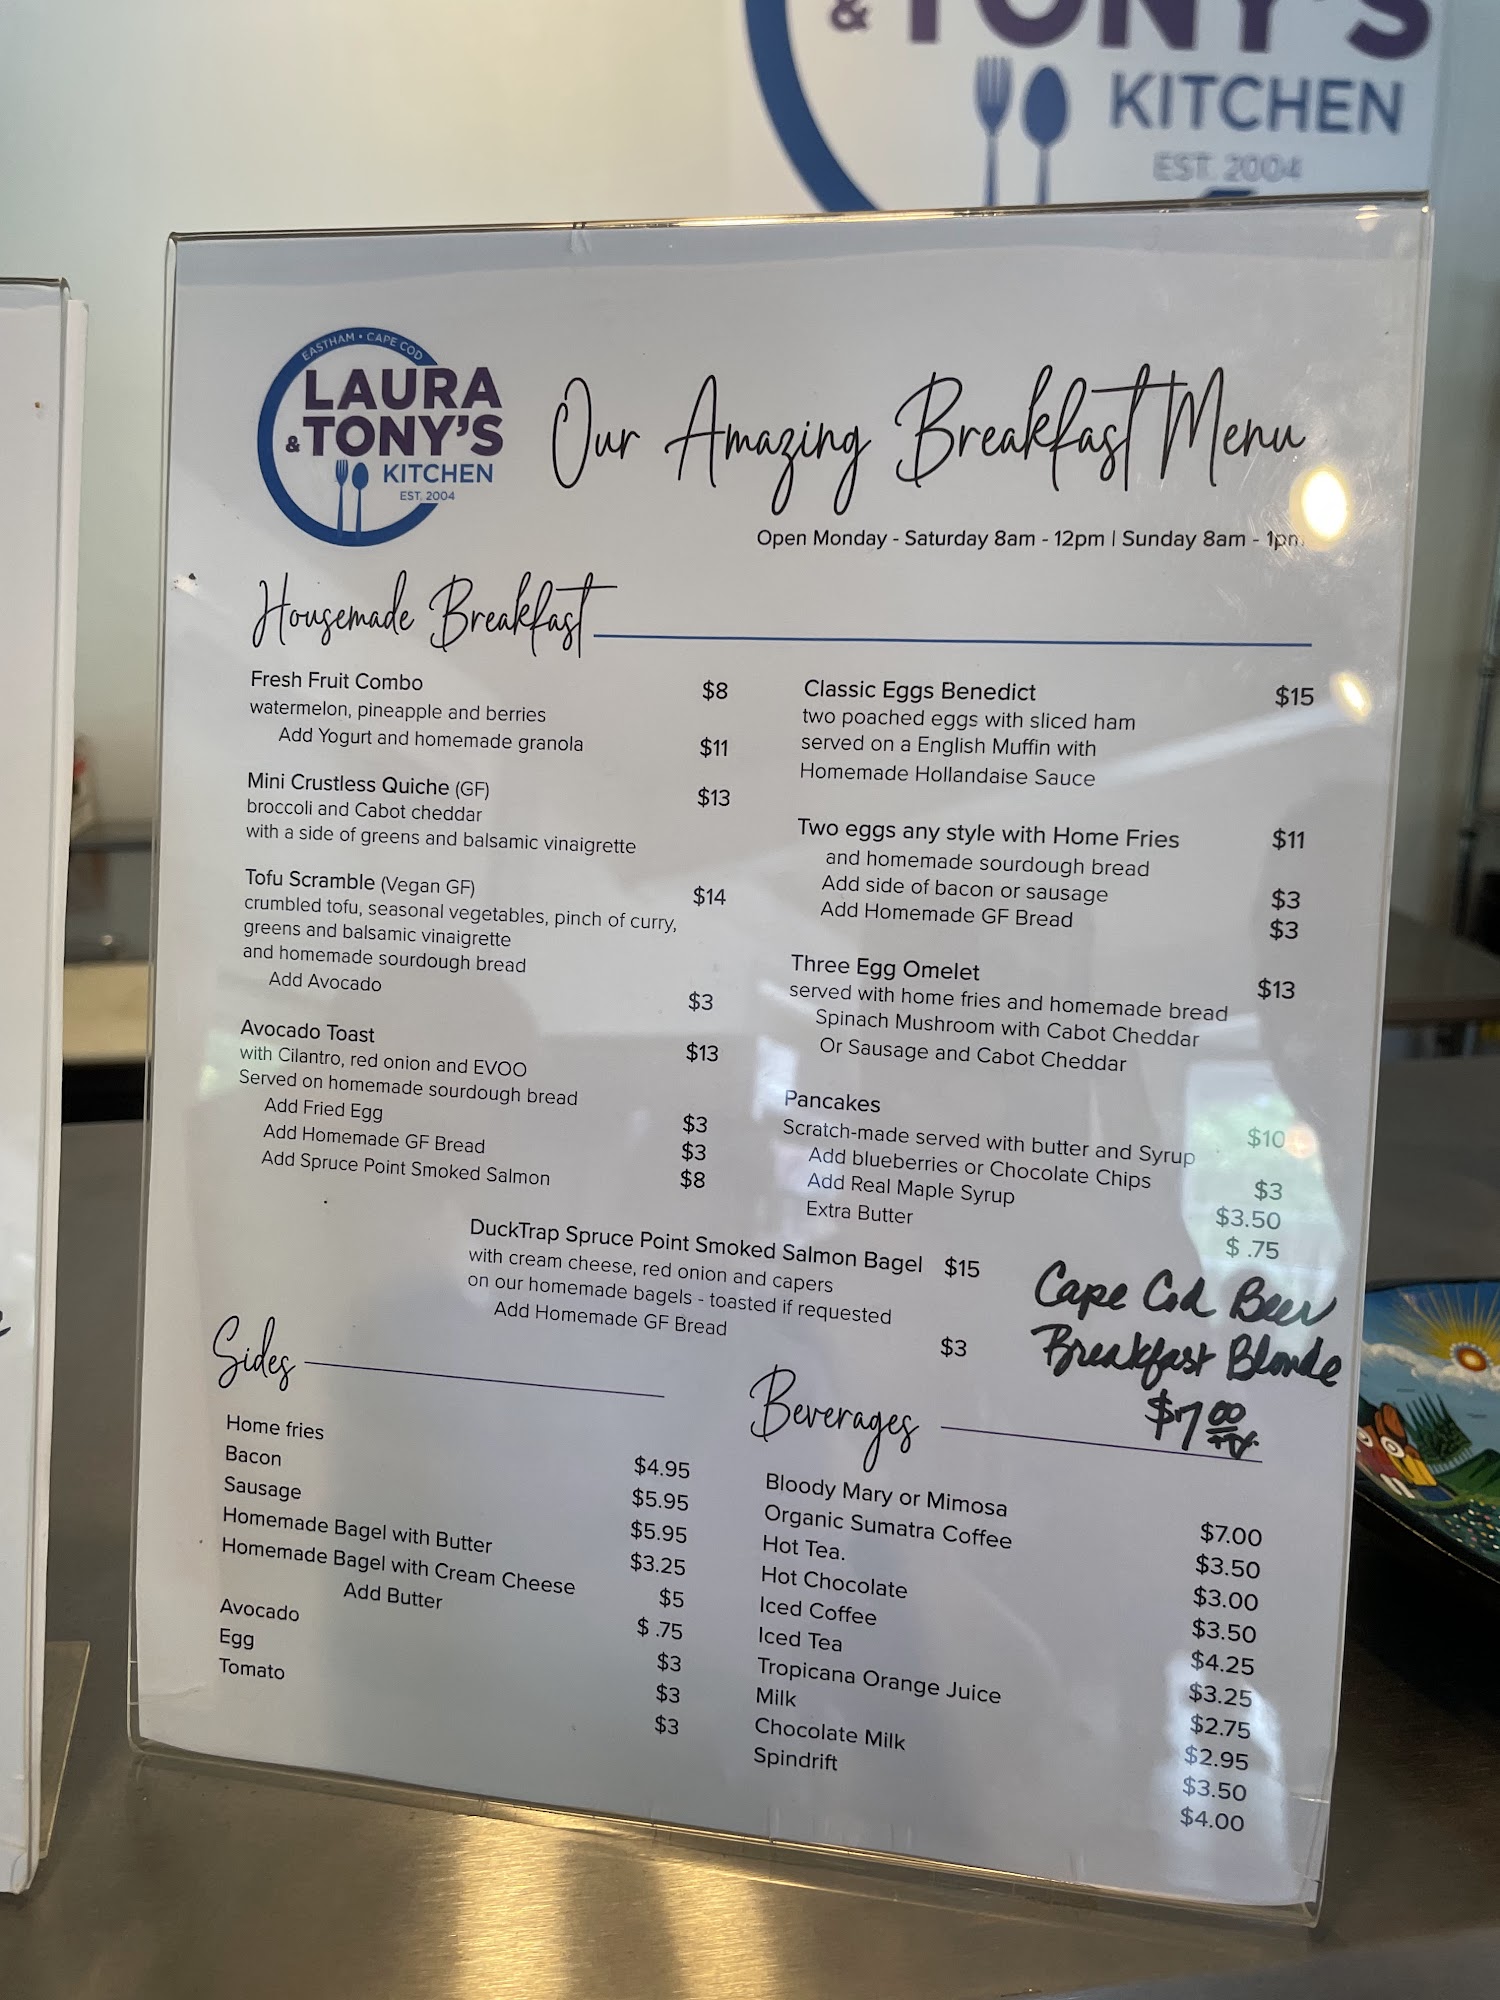 & TONY'S
KITCHEN
EST. 2004
EASTHAM • CAPE COD
LAURA
& TONY'S
KITCHEN
EST. 2004
Our Amazing Breakfast Menu
Open Monday - Saturday 8am - 12pm | Sunday 8am - 1pm
Housemade Breakfast
Fresh Fruit Combo $8
watermelon, pineapple and berries
Add Yogurt and homemade granola $11
Mini Crustless Quiche (GF) $13
broccoli and Cabot cheddar
with a side of greens and balsamic vinaigrette
Tofu Scramble (Vegan GF) $14
crumbled tofu, seasonal vegetables, pinch of curry,
greens and balsamic vinaigrette
and homemade sourdough bread
Add Avocado $3
Avocado Toast $13
with Cilantro, red onion and EVOO
Served on homemade sourdough bread
Add Fried Egg $3
Add Homemade GF Bread $3
Add Spruce Point Smoked Salmon $8
Classic Eggs Benedict $15
two poached eggs with sliced ham
served on a English Muffin with
Homemade Hollandaise Sauce
Two eggs any style with Home Fries $11
and homemade sourdough bread
Add side of bacon or sausage $3
Add Homemade GF Bread $3
Three Egg Omelet $13
served with home fries and homemade bread
Spinach Mushroom with Cabot Cheddar
Or Sausage and Cabot Cheddar
Pancakes $10
Scratch-made served with butter and Syrup
Add blueberries or Chocolate Chips $3
Add Real Maple Syrup $3.50
Extra Butter $ .75
DuckTrap Spruce Point Smoked Salmon Bagel $15
with cream cheese, red onion and capers
on our homemade bagels - toasted if requested
Add Homemade GF Bread $3
Cape Cod Beer
Breakfast Blonde
$7.00
Sides
Home fries $4.95
Bacon $5.95
Sausage $5.95
Homemade Bagel with Butter $3.25
Homemade Bagel with Cream Cheese $5
Add Butter $ .75
Avocado $3
Egg $3
Tomato $3
Beverages
Bloody Mary or Mimosa $7.00
Organic Sumatra Coffee $3.50
Hot Tea. $3.00
Hot Chocolate $3.50
Iced Coffee $4.25
Iced Tea $3.25
Tropicana Orange Juice $2.75
Milk $2.95
Chocolate Milk $3.50
Spindrift $4.00